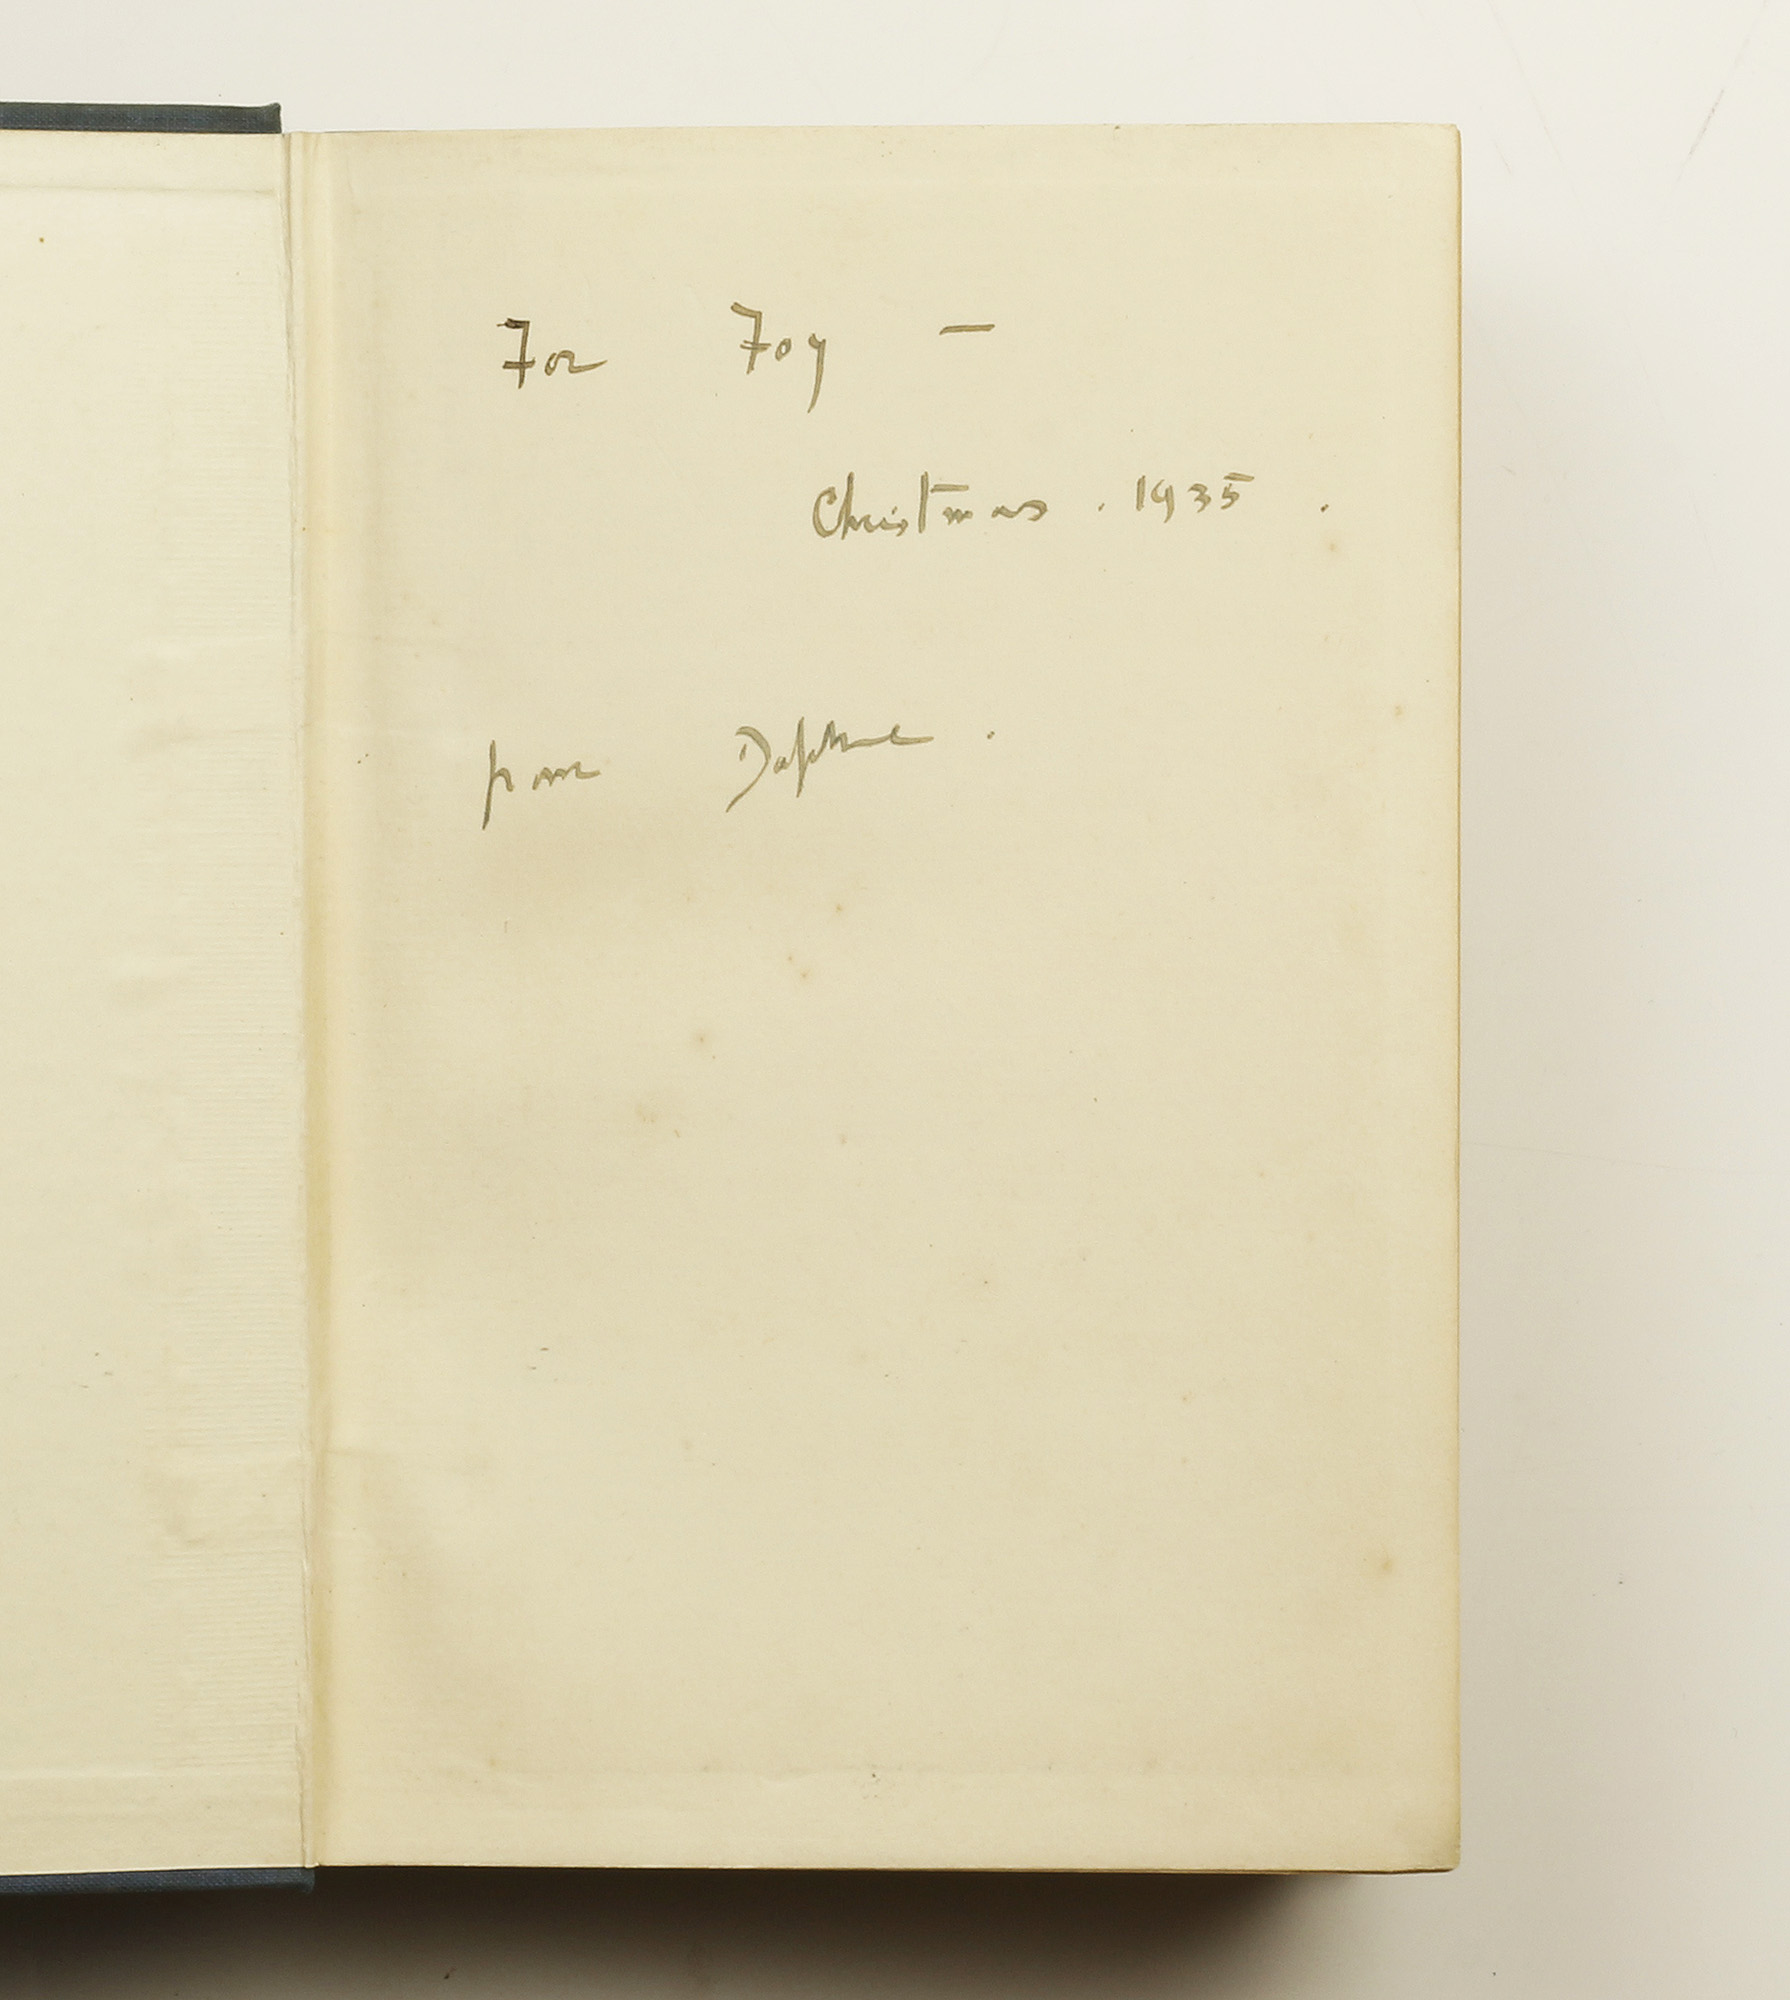 For Foy —
Christmas . 1935 .
from Daphne .